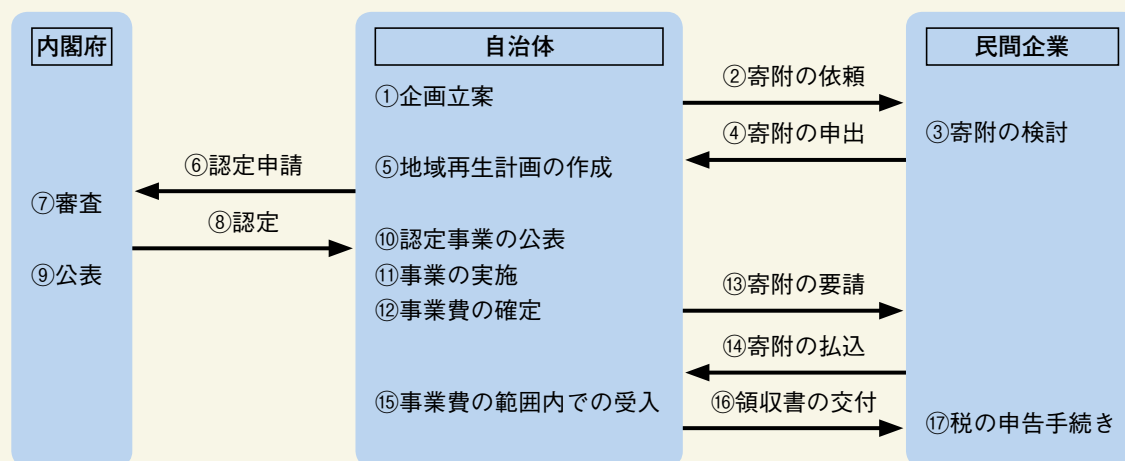 内閣府
自治体
民間企業
①企画立案
②寄附の依頼
③寄附の検討
④寄附の申出
⑤地域再生計画の作成
⑥認定申請
⑦審査
⑧認定
⑨公表
⑩認定事業の公表
⑪事業の実施
⑫事業費の確定
⑬寄附の要請
⑭寄附の払込
⑮事業費の範囲内での受入
⑯領収書の交付
⑰税の申告手続き